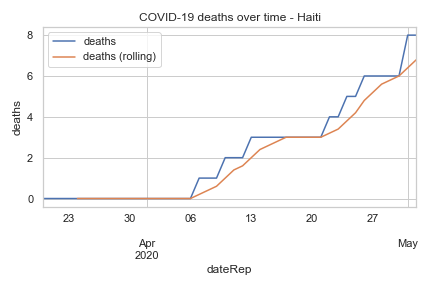 COVID-19 deaths over time - Haiti
deaths
deaths (rolling)
8
6
4
2
0
deaths
23 30 06 13 20 27
Apr May
2020
dateRep